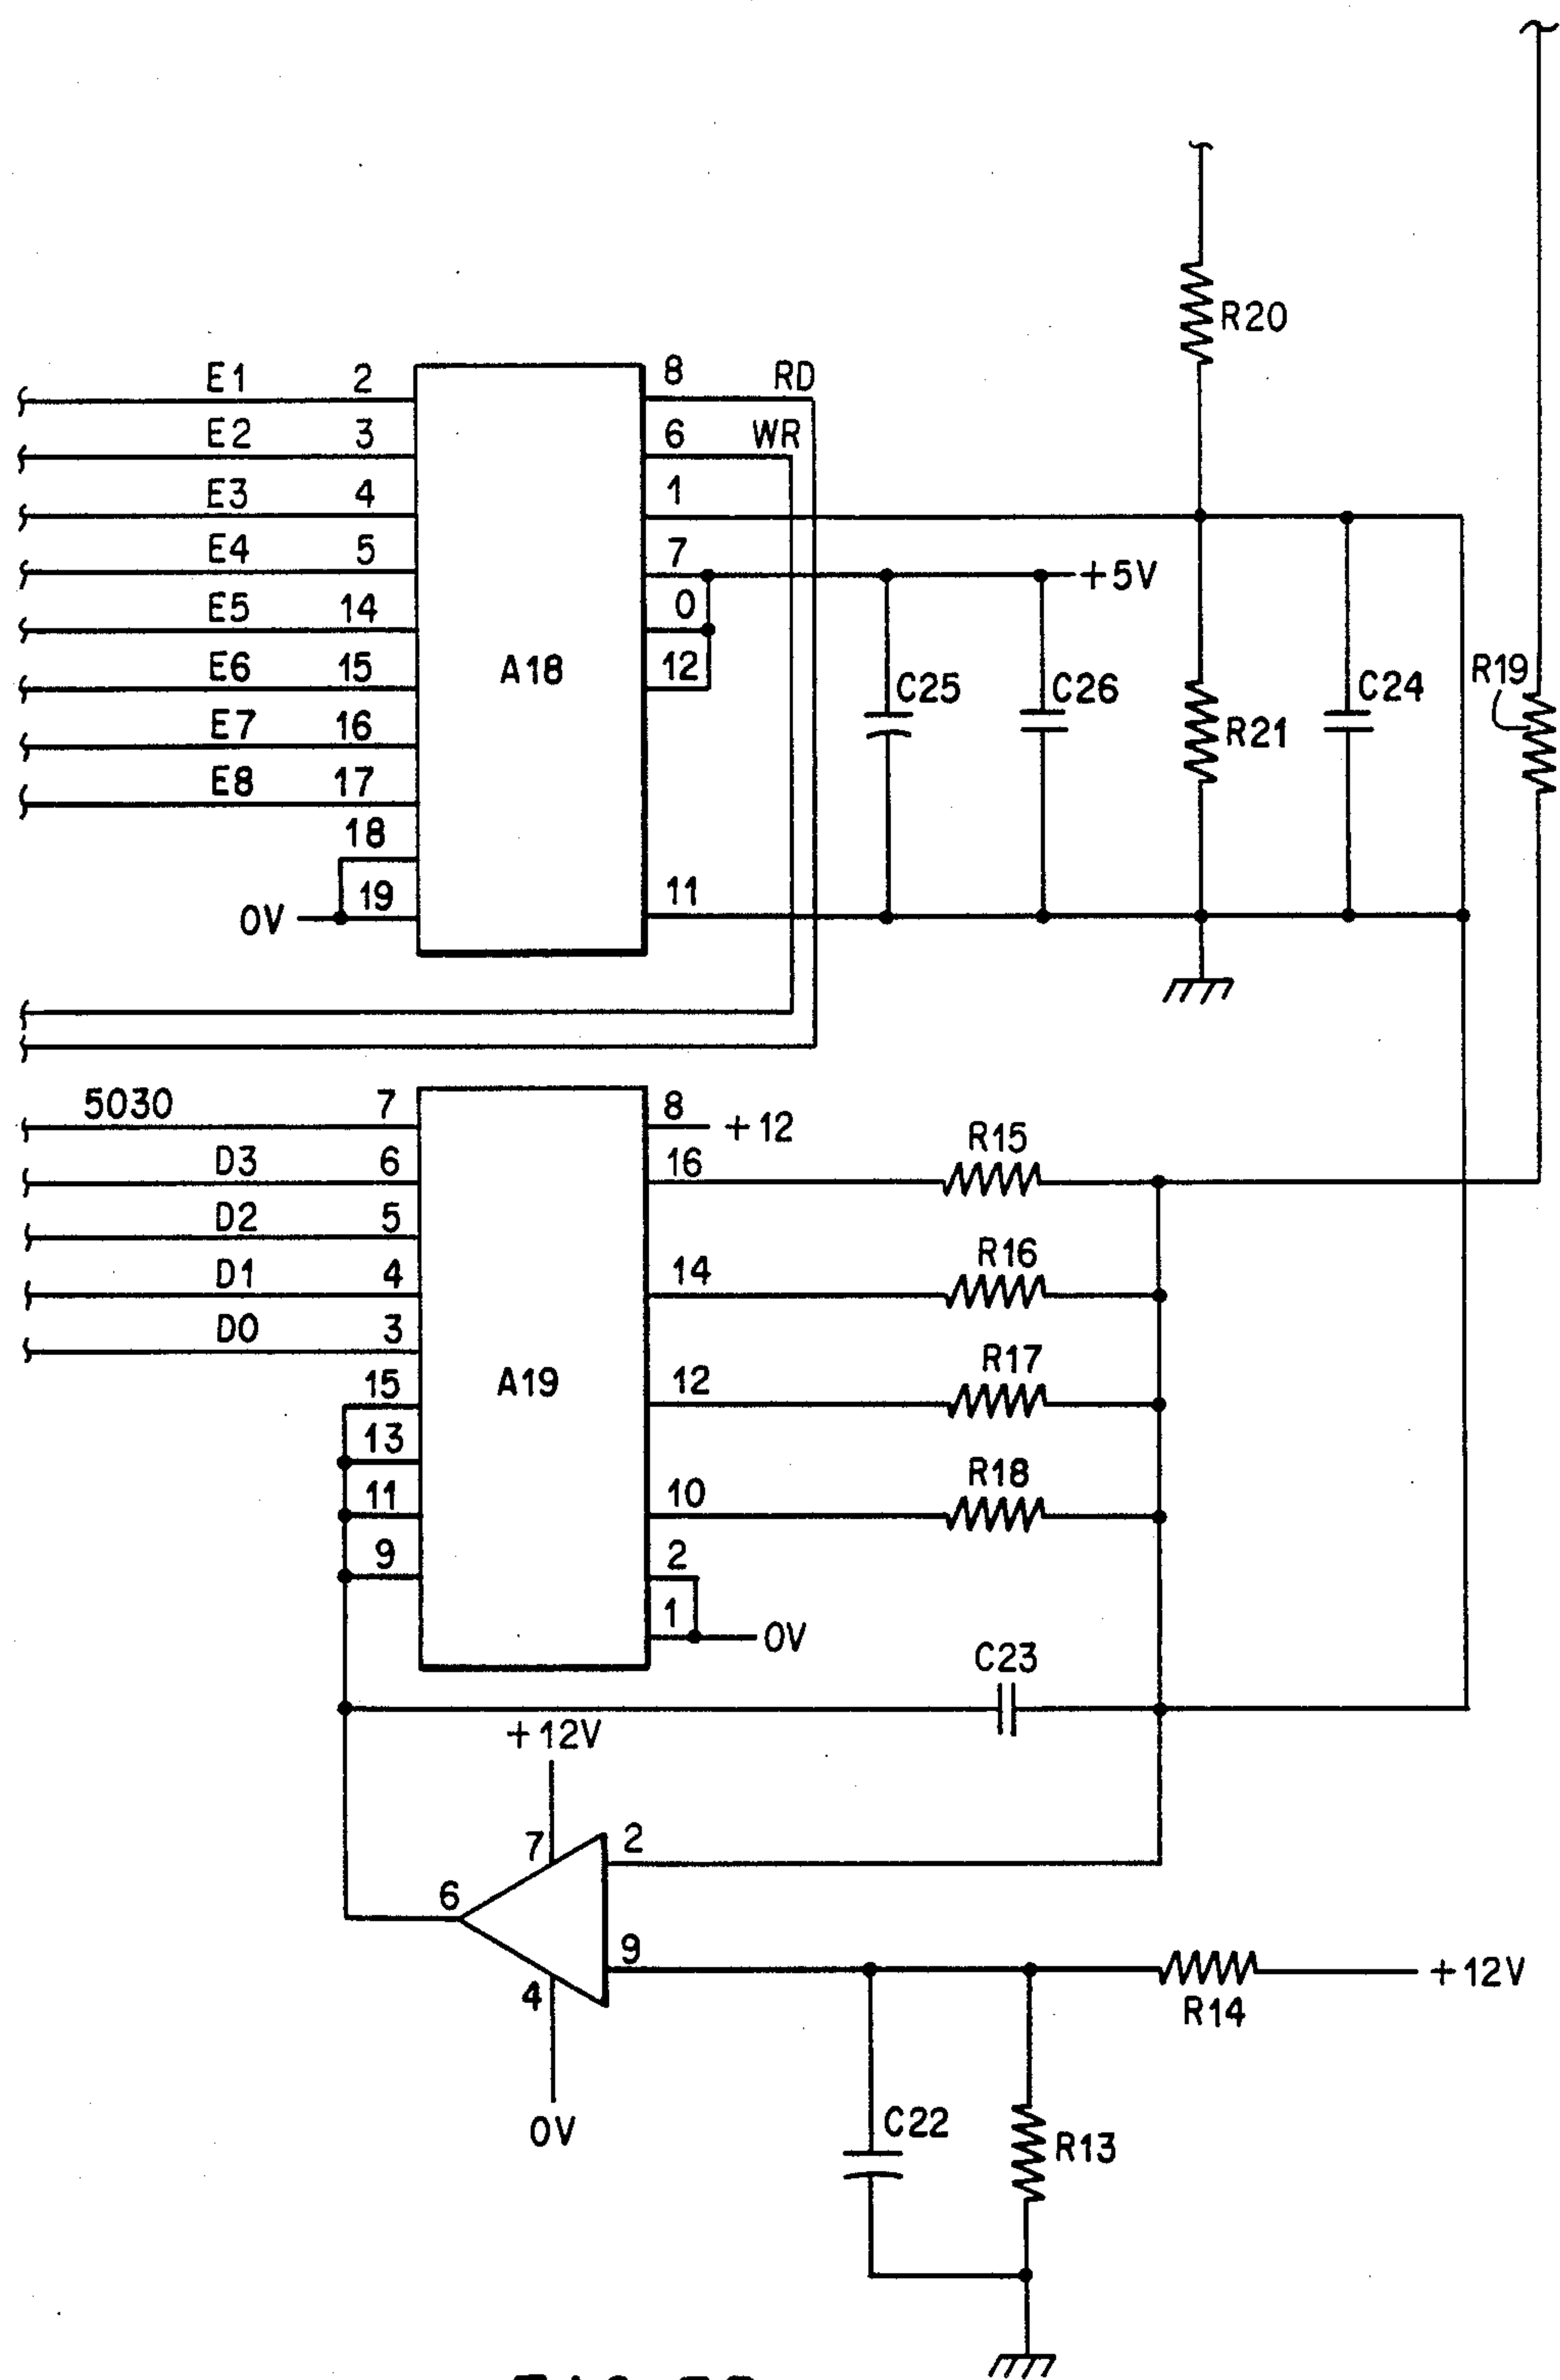 R20
E1 2 8 RD
E2 3 6 WR
E3 4 1
E4 5 7 +5V
E5 14 0
E6 15 A18 12 C25 C26 C24 R19
E7 16 R21
E8 17
18
0V 19 11
5030 7 8 +12
D3 6 16 R15
D2 5
D1 4 14 R16
D0 3
15 A19 12 R17
13
11 10 R18
9 2
1 0V
C23
+12V
7 2
6
9
4 R14 +12V
0V C22 R13